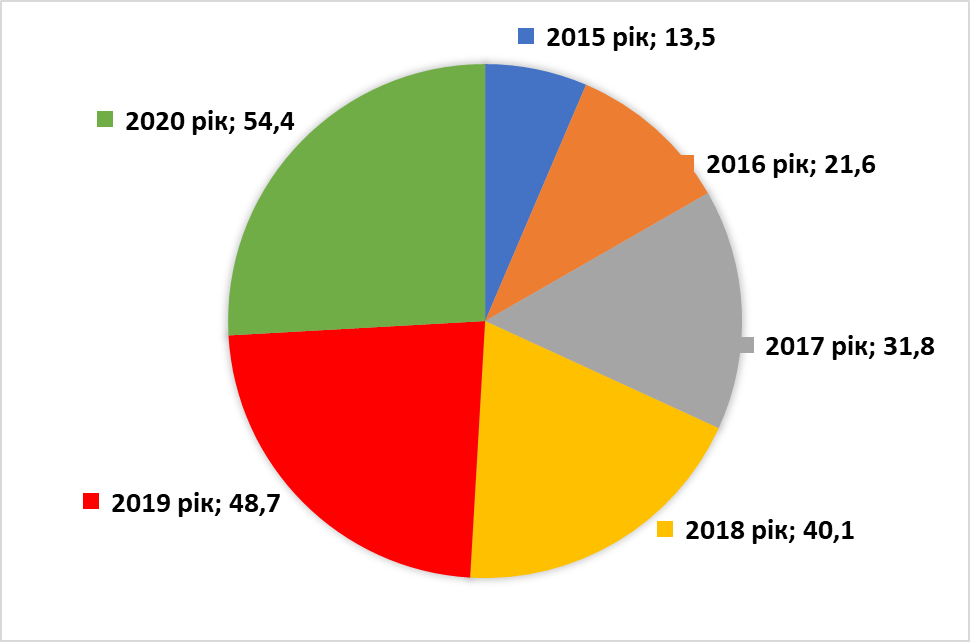 2015 рік; 13,5
2016 рік; 21,6
2017 рік; 31,8
2018 рік; 40,1
2019 рік; 48,7
2020 рік; 54,4